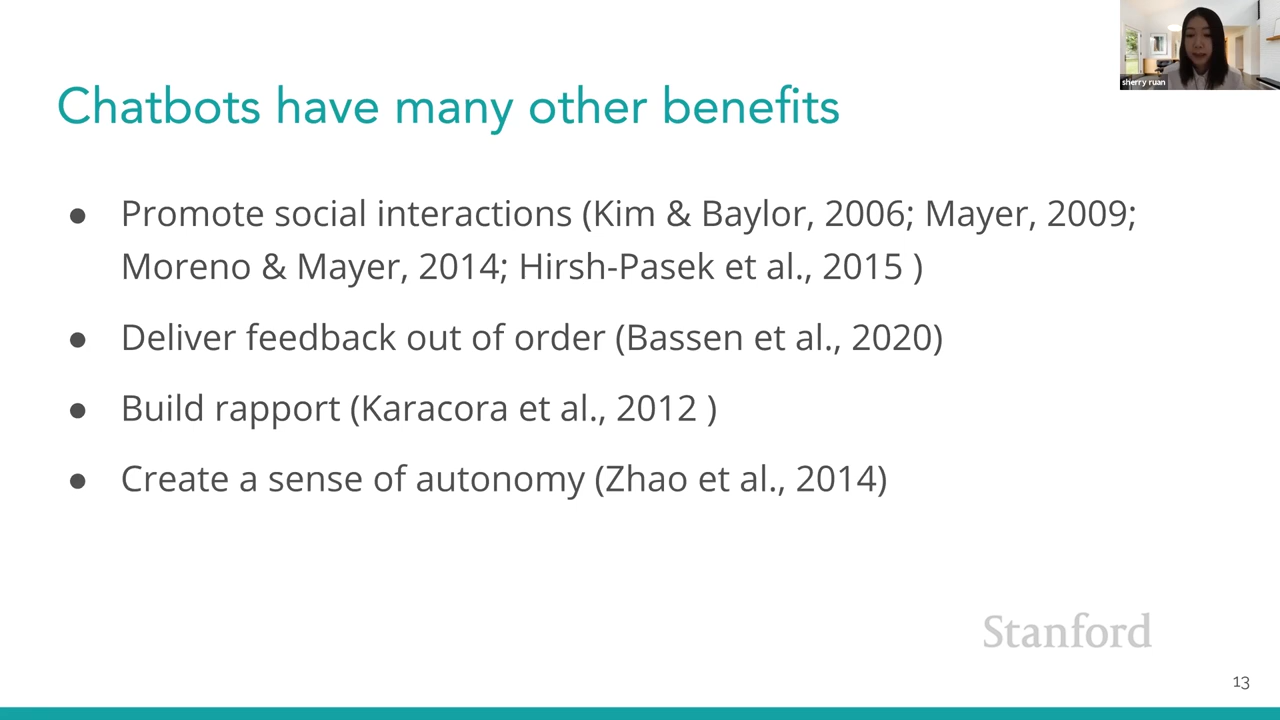 sherry ruan
Chatbots have many other benefits
● Promote social interactions (Kim & Baylor, 2006; Mayer, 2009;
Moreno & Mayer, 2014; Hirsh-Pasek et al., 2015 )
● Deliver feedback out of order (Bassen et al., 2020)
● Build rapport (Karacora et al., 2012 )
● Create a sense of autonomy (Zhao et al., 2014)
Stanford
13